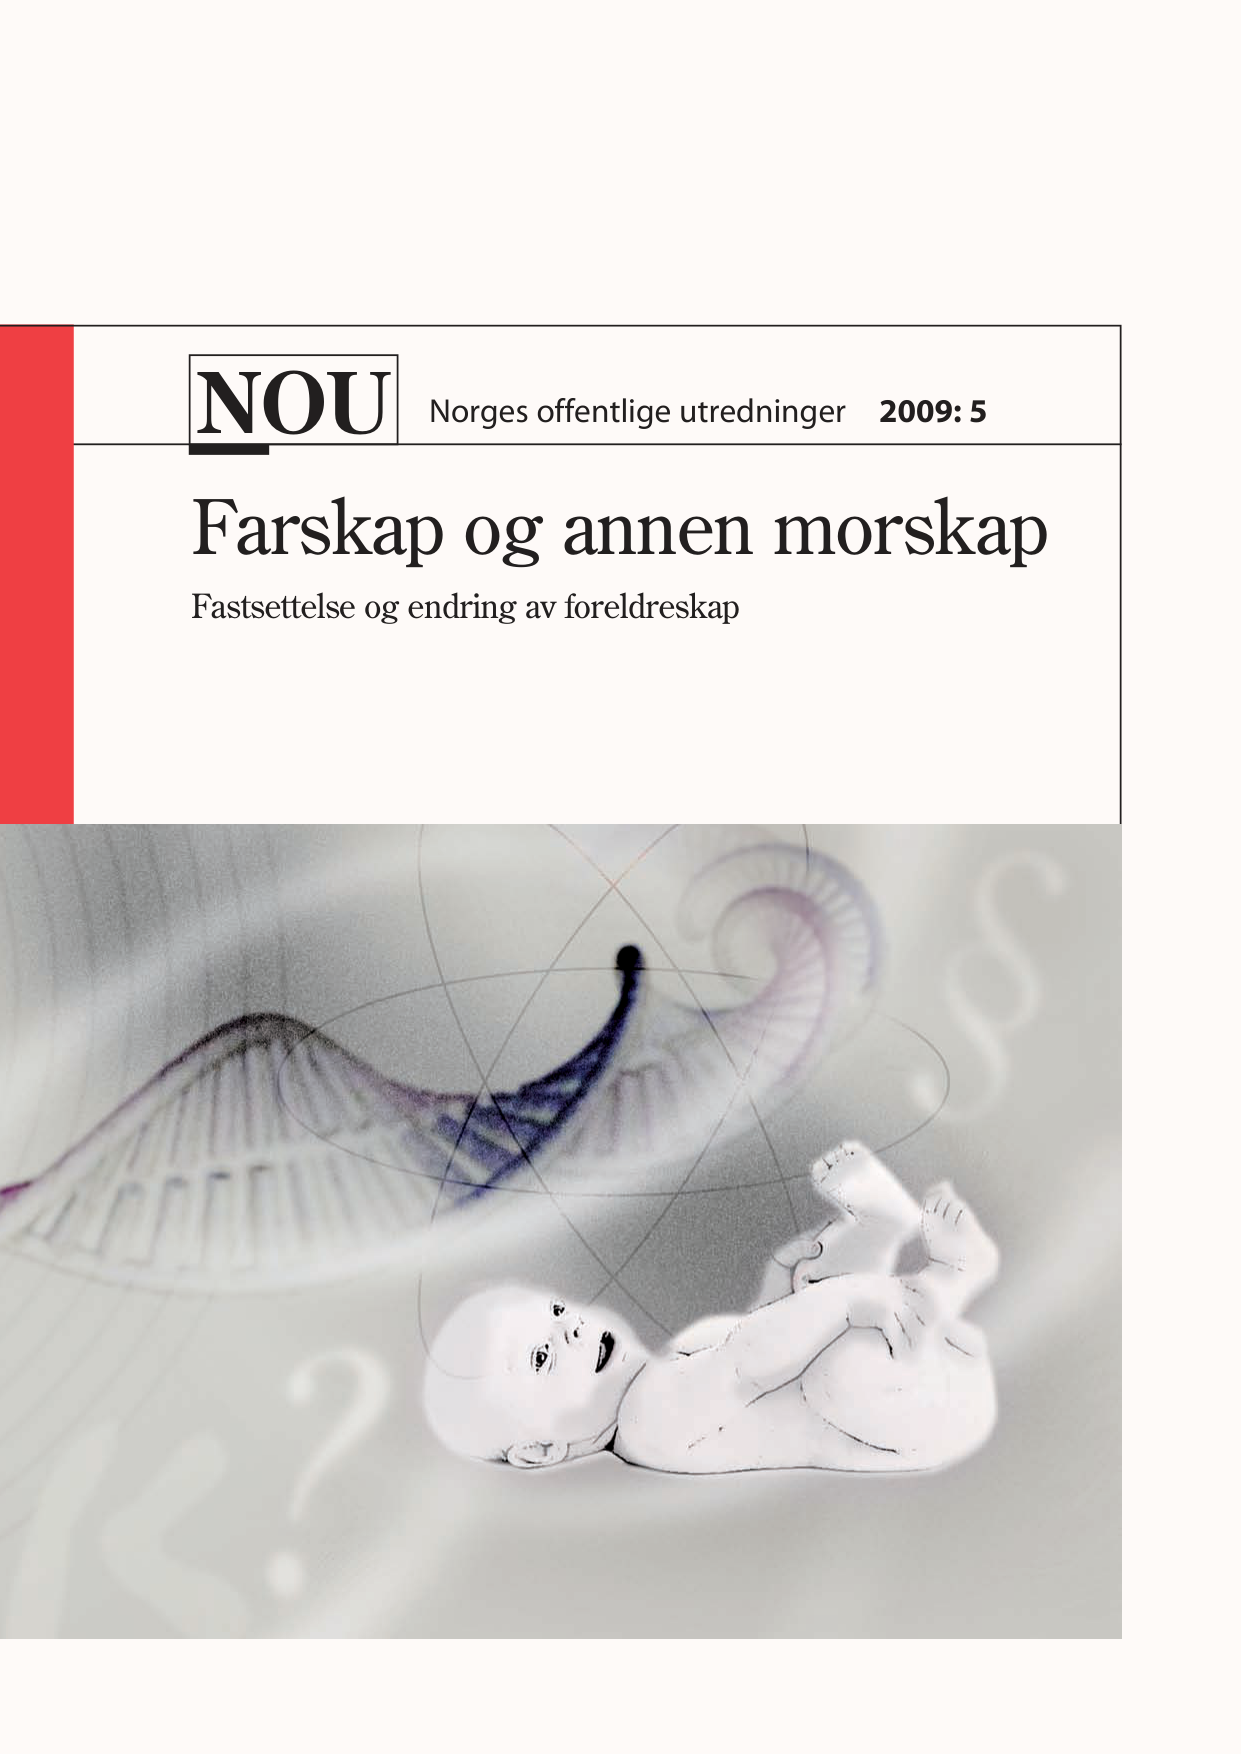 NOU Norges offentlige utredninger 2009: 5
Farskap og annen morskap
Fastsettelse og endring av foreldreskap
§
?